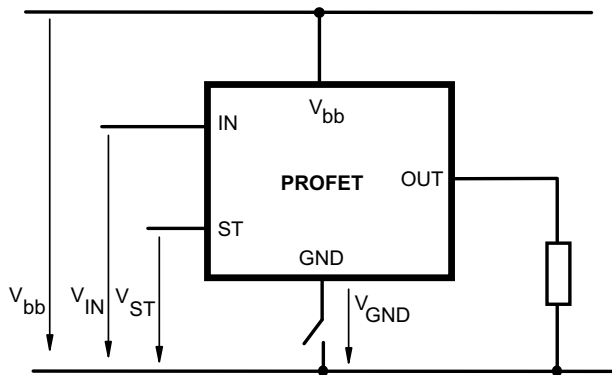 V_bb
IN
PROFET
OUT
ST
GND
V_bb
V_IN
V_ST
V_GND